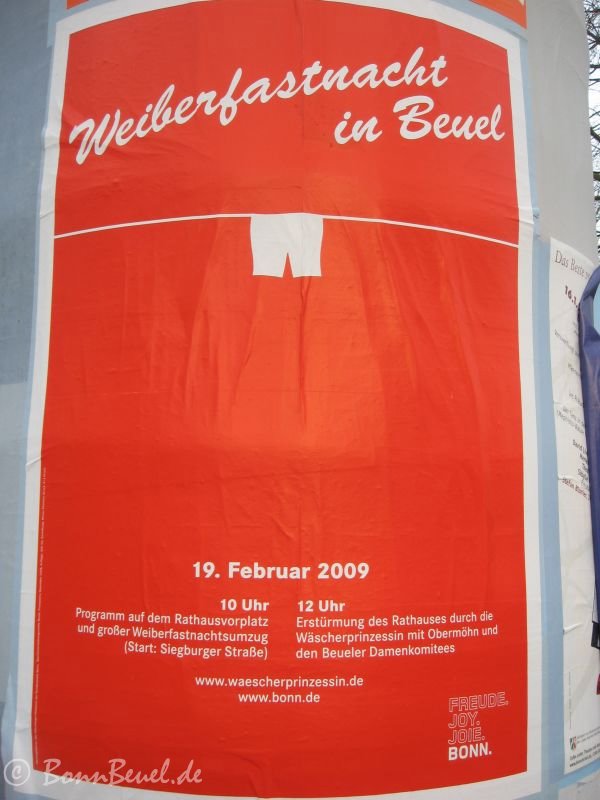 Weiberfastnacht
in Beuel
19. Februar 2009
10 Uhr
Programm auf dem Rathausvorplatz
und großer Weiberfastnachtsumzug
(Start: Siegburger Straße)
12 Uhr
Erstürmung des Rathauses durch die
Wäscherprinzessin mit Obermöhn und
den Beueler Damenkomitees
www.waescherprinzessin.de
www.bonn.de
FREUDE.
JOY.
JOIE.
BONN.
Das Beste
© BonnBeuel.de